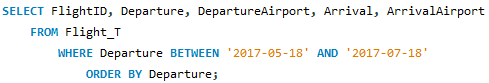 SELECT FlightID, Departure, DepartureAirport, Arrival, ArrivalAirport
FROM Flight_T
WHERE Departure BETWEEN '2017-05-18' AND '2017-07-18'
ORDER BY Departure;